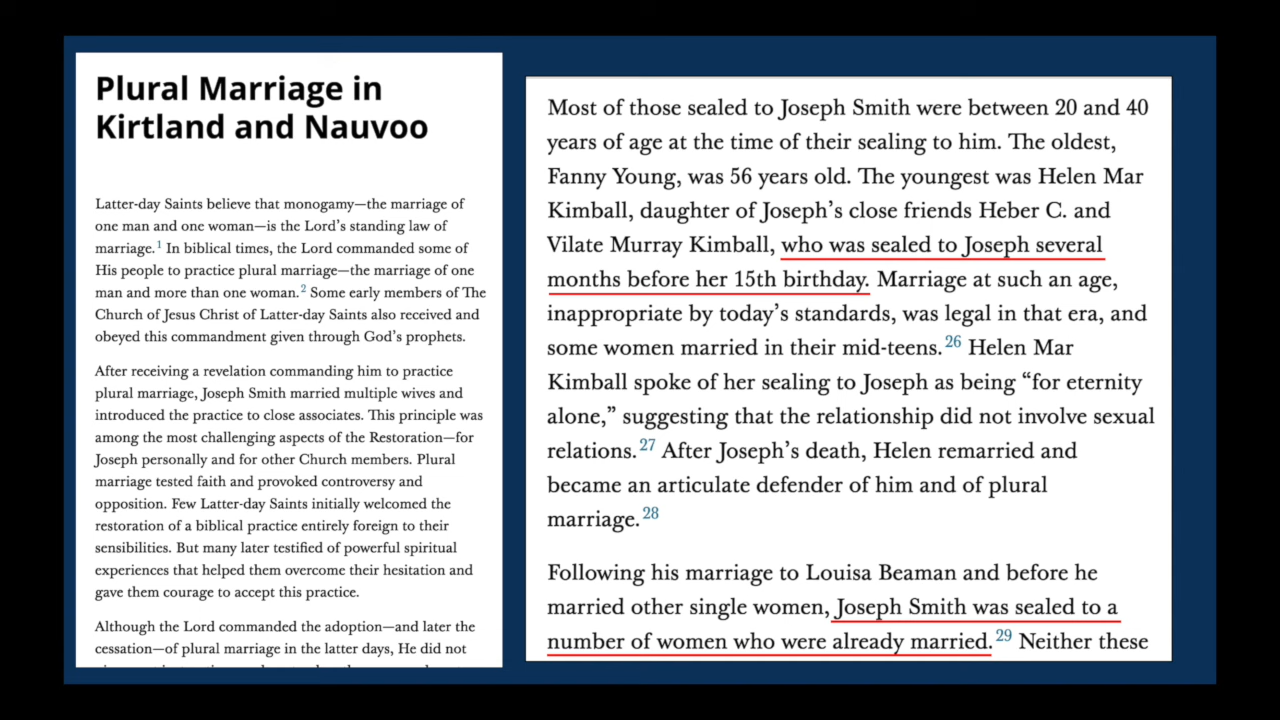 Plural Marriage in
Kirtland and Nauvoo
Latter-day Saints believe that monogamy—the marriage of
one man and one woman—is the Lord’s standing law of
marriage.1 In biblical times, the Lord commanded some of
His people to practice plural marriage—the marriage of one
man and more than one woman.2 Some early members of The
Church of Jesus Christ of Latter-day Saints also received and
obeyed this commandment given through God’s prophets.
After receiving a revelation commanding him to practice
plural marriage, Joseph Smith married multiple wives and
introduced the practice to close associates. This principle was
among the most challenging aspects of the Restoration—for
Joseph personally and for other Church members. Plural
marriage tested faith and provoked controversy and
opposition. Few Latter-day Saints initially welcomed the
restoration of a biblical practice entirely foreign to their
sensibilities. But many later testified of powerful spiritual
experiences that helped them overcome their hesitation and
gave them courage to accept this practice.
Although the Lord commanded the adoption—and later the
cessation—of plural marriage in the latter days, He did not
Most of those sealed to Joseph Smith were between 20 and 40
years of age at the time of their sealing to him. The oldest,
Fanny Young, was 56 years old. The youngest was Helen Mar
Kimball, daughter of Joseph’s close friends Heber C. and
Vilate Murray Kimball, who was sealed to Joseph several
months before her 15th birthday. Marriage at such an age,
inappropriate by today’s standards, was legal in that era, and
some women married in their mid-teens.26 Helen Mar
Kimball spoke of her sealing to Joseph as being “for eternity
alone,” suggesting that the relationship did not involve sexual
relations.27 After Joseph’s death, Helen remarried and
became an articulate defender of him and of plural
marriage.28
Following his marriage to Louisa Beaman and before he
married other single women, Joseph Smith was sealed to a
number of women who were already married.29 Neither these